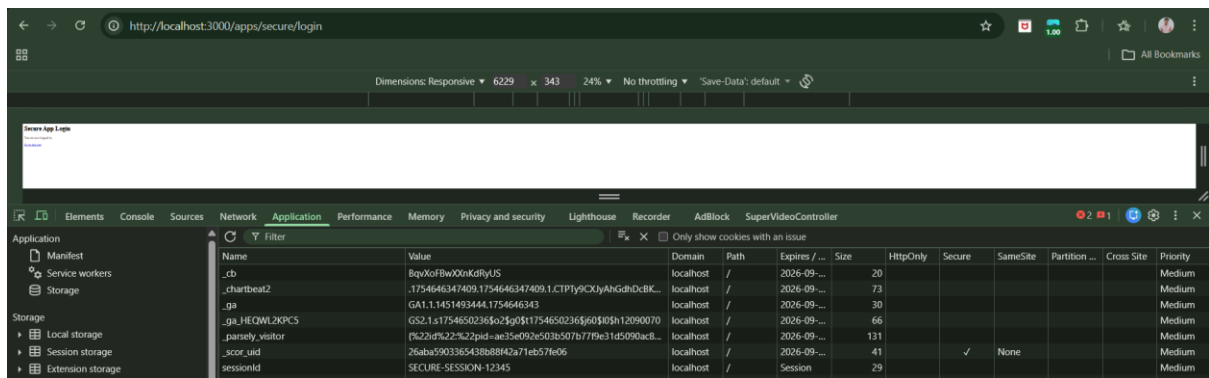 http://localhost:3000/apps/secure/login
1.00
All Bookmarks
Dimensions: Responsive 6229 x 343 24% No throttling 'Save-Data': default
Secure App Login
Elements Console Sources Network Application Performance Memory Privacy and security Lighthouse Recorder AdBlock SuperVideoController 2 1
Application
Manifest
Service workers
Storage
Storage
Local storage
Session storage
Extension storage
Filter Only show cookies with an issue
Name Value Domain Path Expires / ... Size HttpOnly Secure SameSite Partition ... Cross Site Priority
_cb BqvXoFBwXXnKdRyUS localhost / 2026-09-... 20 Medium
_chartbeat2 .1754646347409.1754646347409.1.CTPTy9CXJyAhGdhDcBK... localhost / 2026-09-... 73 Medium
_ga GA1.1.1451493444.1754646343 localhost / 2026-09-... 30 Medium
_ga_HEQWL2KPC5 GS2.1.s1754650236$o2$g0$t1754650236$j60$l0$h12090070 localhost / 2026-09-... 66 Medium
_parsely_visitor {%22id%22:%22pid=ae35e092e503b507b77f9e31d5090ac8... localhost / 2026-09-... 131 Medium
_scor_uid 26aba5903365438b88f42a71eb57fe06 localhost / 2026-09-... 41 ✓ None Medium
sessionId SECURE-SESSION-12345 localhost / Session 29 Medium